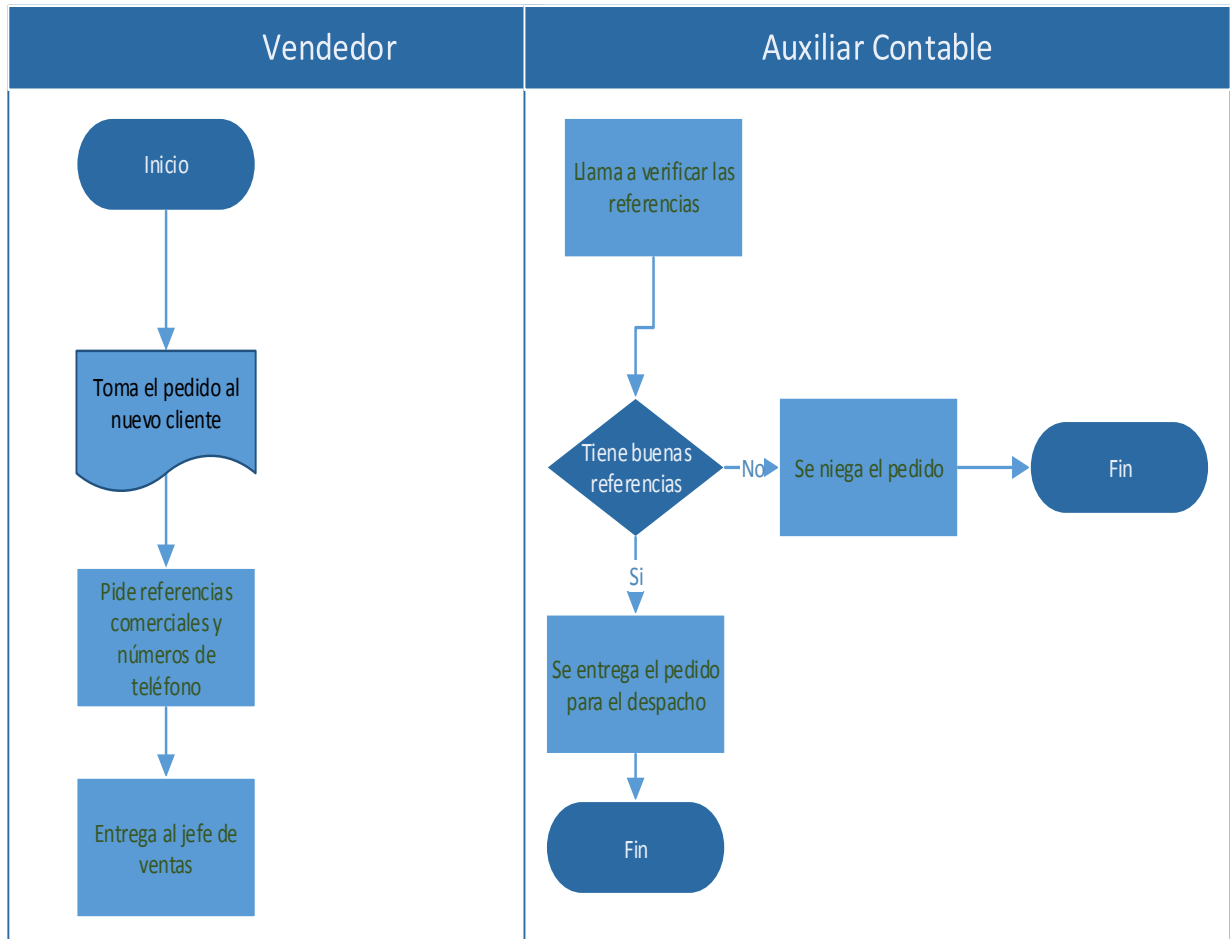 Vendedor
Auxiliar Contable
Inicio
Toma el pedido al
nuevo cliente
Pide referencias
comerciales y
números de
teléfono
Entrega al jefe de
ventas
Llama a verificar las
referencias
Tiene buenas
referencias
No
Se niega el pedido
Fin
Si
Se entrega el pedido
para el despacho
Fin